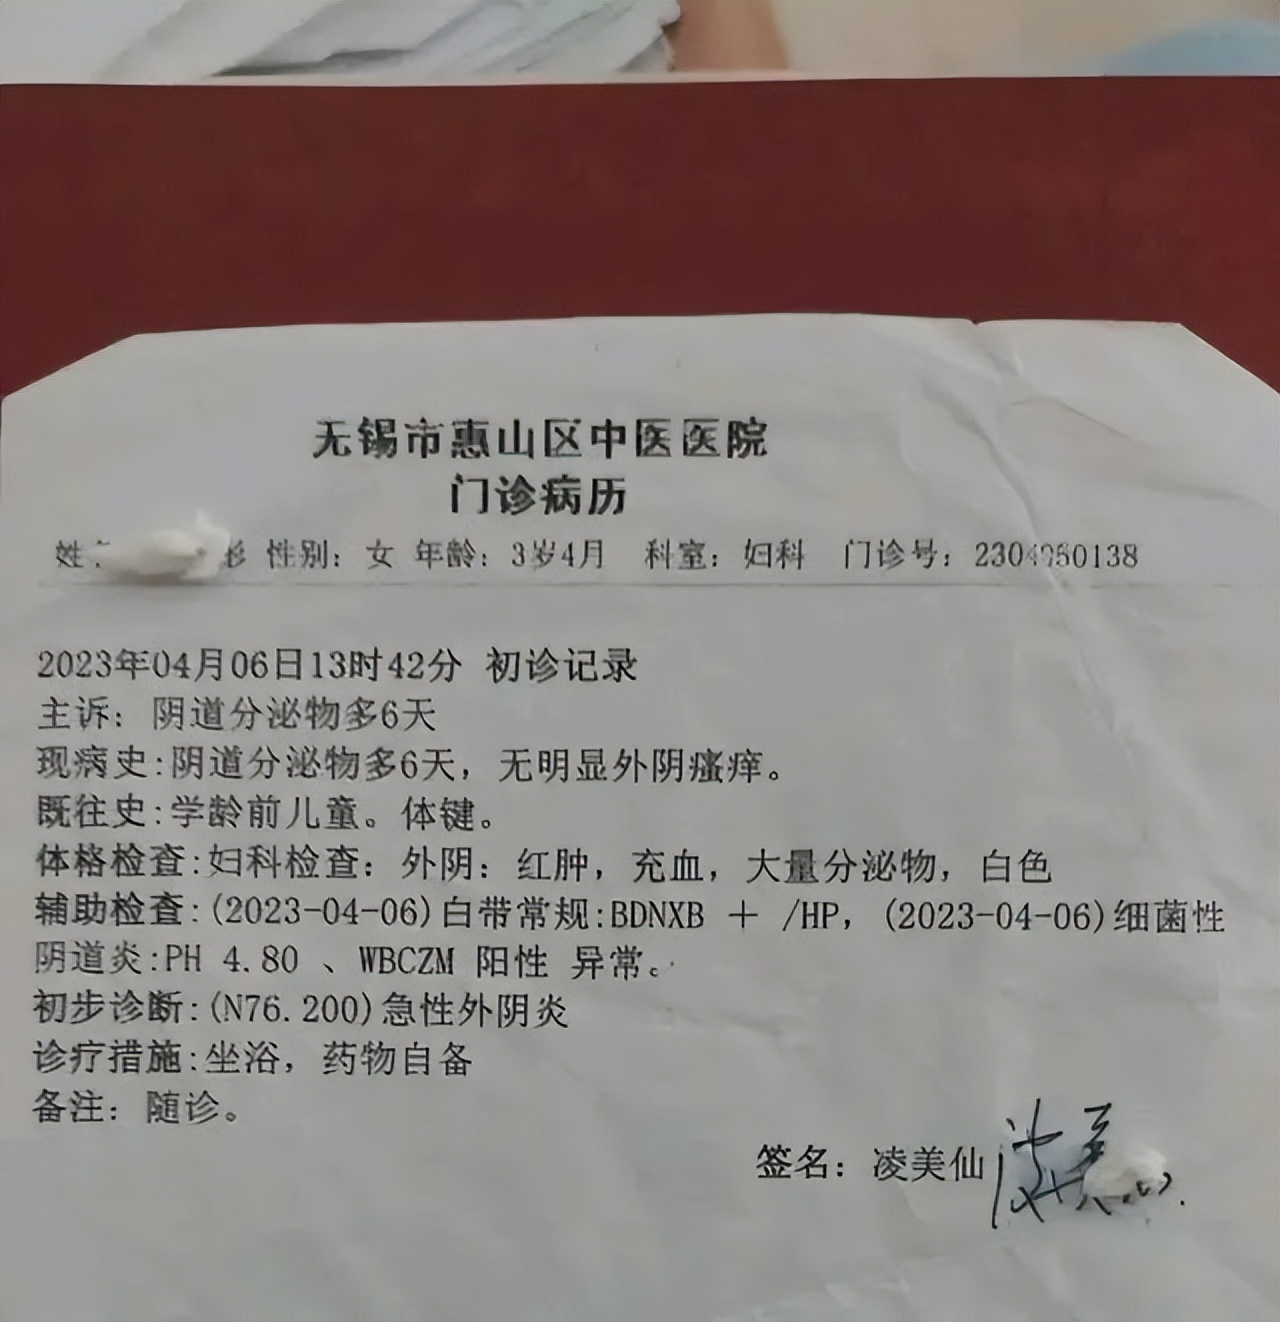 无锡市惠山区中医医院
门诊病历
姓 彤 性别：女 年龄：3岁4月 科室：妇科 门诊号：2304060138
2023年04月06日13时42分 初诊记录
主诉：阴道分泌物多6天
现病史:阴道分泌物多6天，无明显外阴瘙痒。
既往史:学龄前儿童。体键。
体格检查:妇科检查：外阴：红肿，充血，大量分泌物，白色
辅助检查:(2023-04-06)白带常规:BDNXB ＋ /HP，(2023-04-06)细菌性
阴道炎:PH 4.80 、WBCZM 阳性 异常。
初步诊断:(N76.200)急性外阴炎
诊疗措施:坐浴，药物自备
备注：随诊。
签名：凌美仙